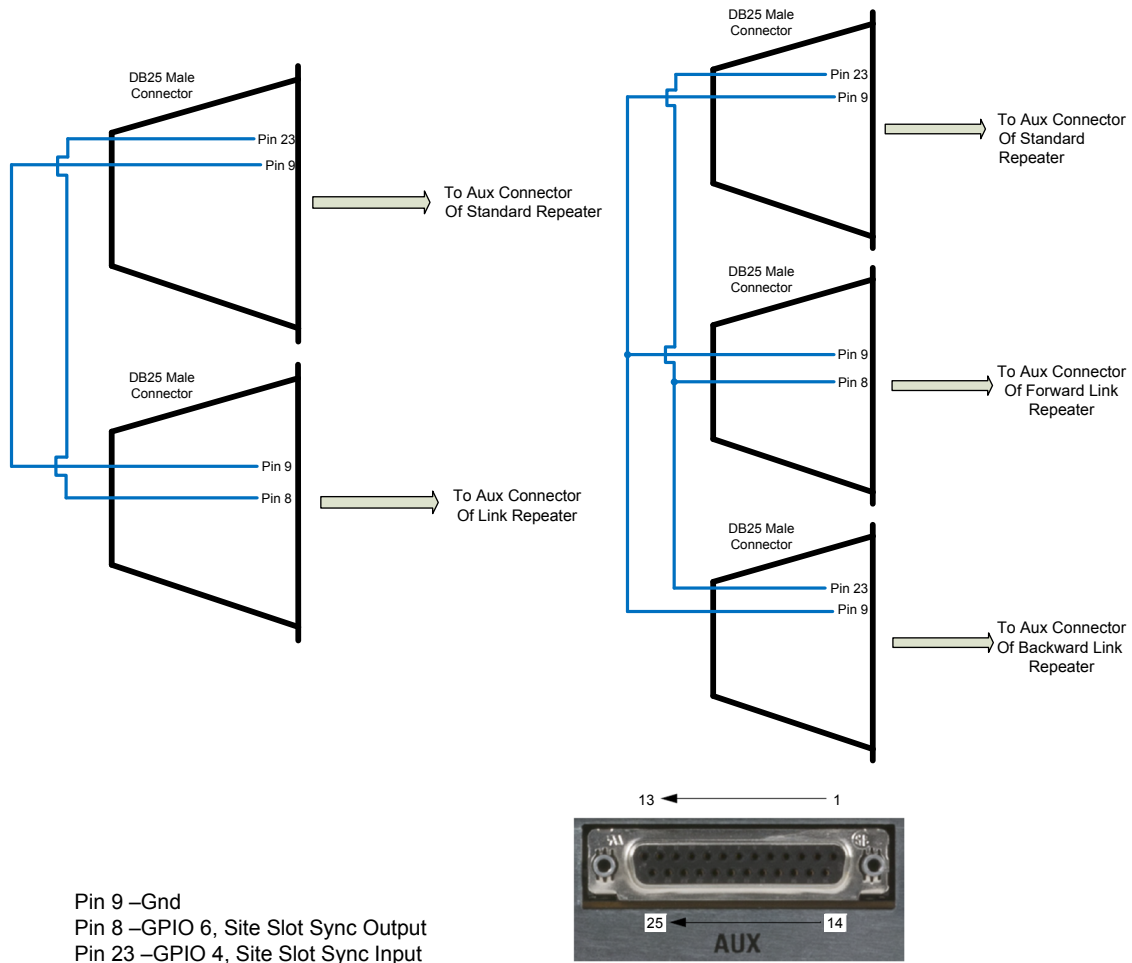 DB25 Male
Connector
Pin 23
Pin 9
To Aux Connector
Of Standard Repeater
DB25 Male
Connector
Pin 9
Pin 8
To Aux Connector
Of Link Repeater
DB25 Male
Connector
Pin 23
Pin 9
To Aux Connector
Of Standard
Repeater
DB25 Male
Connector
Pin 9
Pin 8
To Aux Connector
Of Forward Link
Repeater
DB25 Male
Connector
Pin 23
Pin 9
To Aux Connector
Of Backward Link
Repeater
13 1
25 14
AUX
Pin 9 –Gnd
Pin 8 –GPIO 6, Site Slot Sync Output
Pin 23 –GPIO 4, Site Slot Sync Input